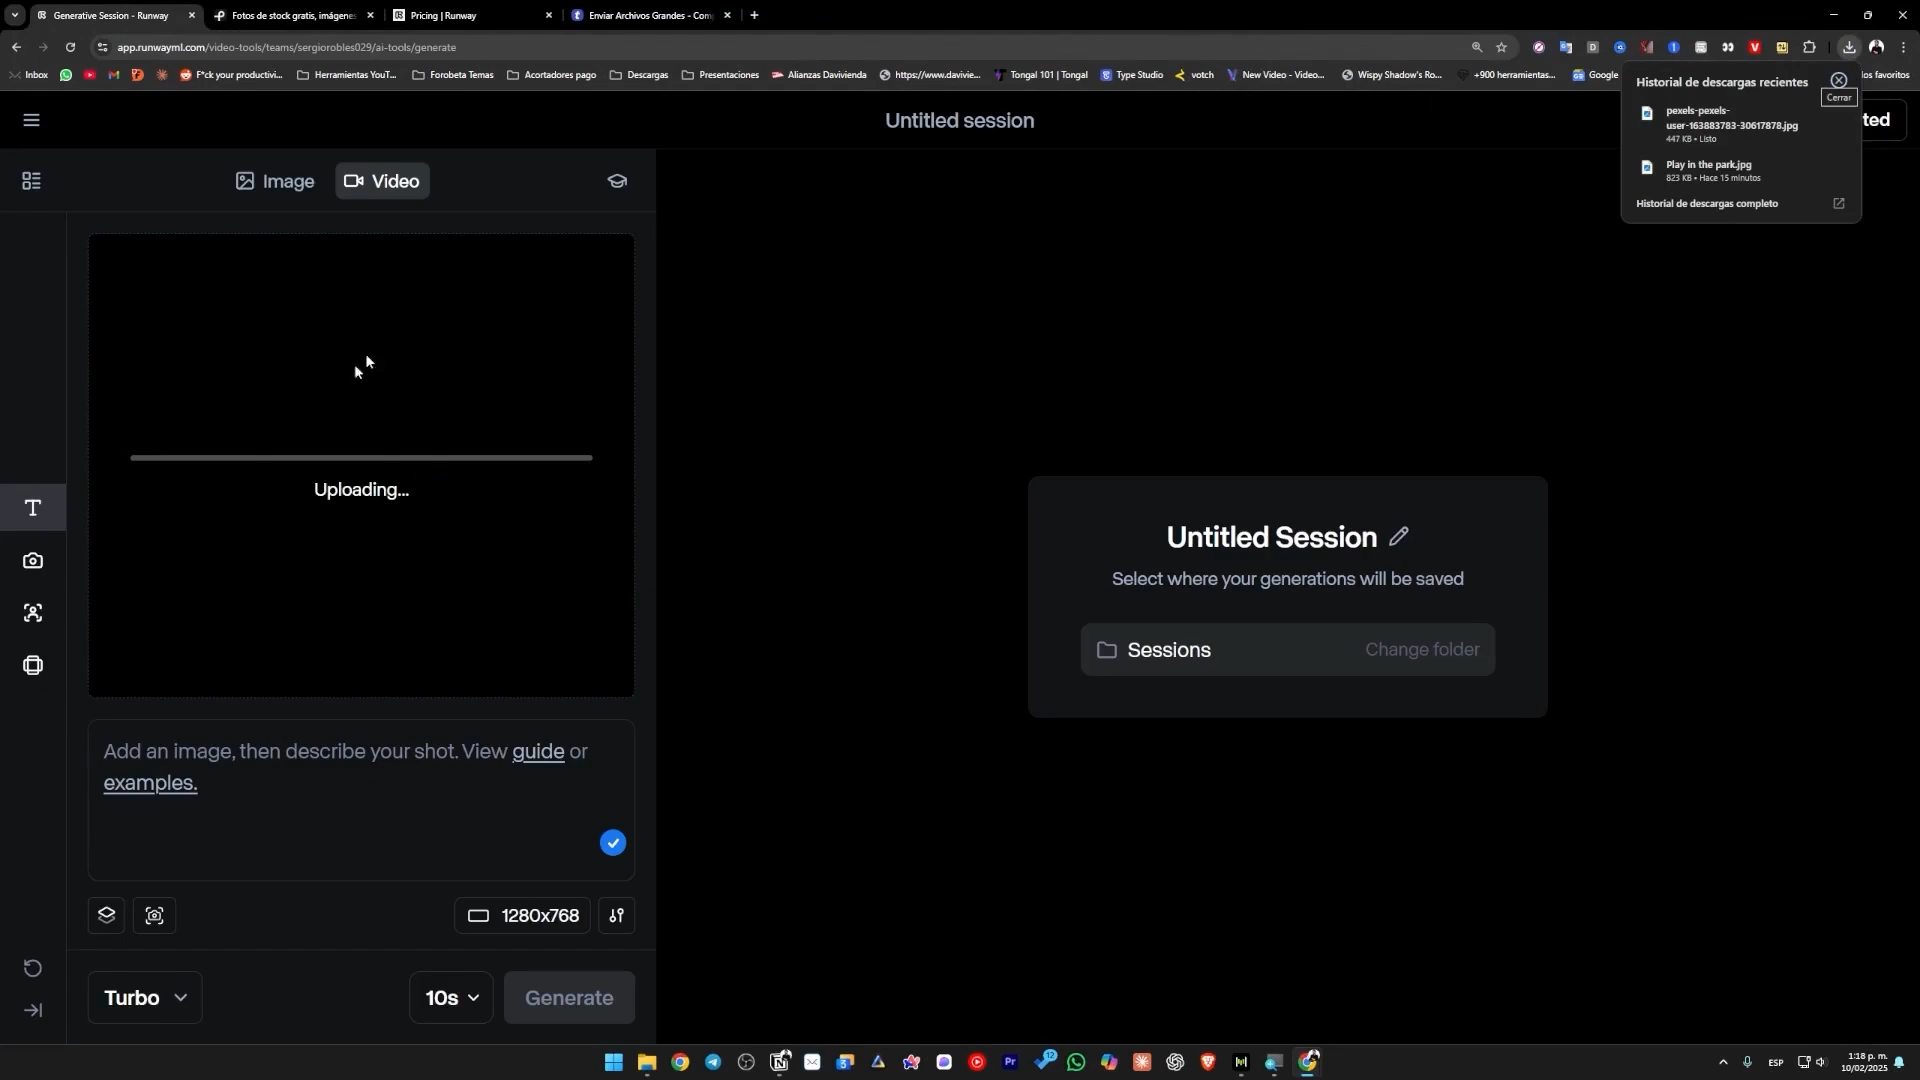 Generative Session - Runway
Fotos de stock gratis, imágenes
Pricing | Runway
Enviar Archivos Grandes - Com
app.runwayml.com/video-tools/teams/sergiorobles029/ai-tools/generate
Inbox
F*ck your productivi...
Herramientas YouT...
Forobeta Temas
Acortadores pago
Descargas
Presentaciones
Alianzas Davivienda
https://www.davivie...
Tongal 101 | Tongal
Type Studio
votch
New Video - Video...
Wispy Shadow's Ro...
+900 herramientas...
Google
los favoritos
Historial de descargas recientes
Cerrar
pexels-pexels-
user-163883783-30617878.jpg
447 KB • Listo
Play in the park.jpg
823 KB • Hace 15 minutos
Historial de descargas completo
Untitled session
ted
Image
Video
Uploading...
Add an image, then describe your shot. View guide or
examples.
1280x768
Turbo
10s
Generate
Untitled Session
Select where your generations will be saved
Sessions
Change folder
12
ESP
1:18 p. m.
10/02/2025